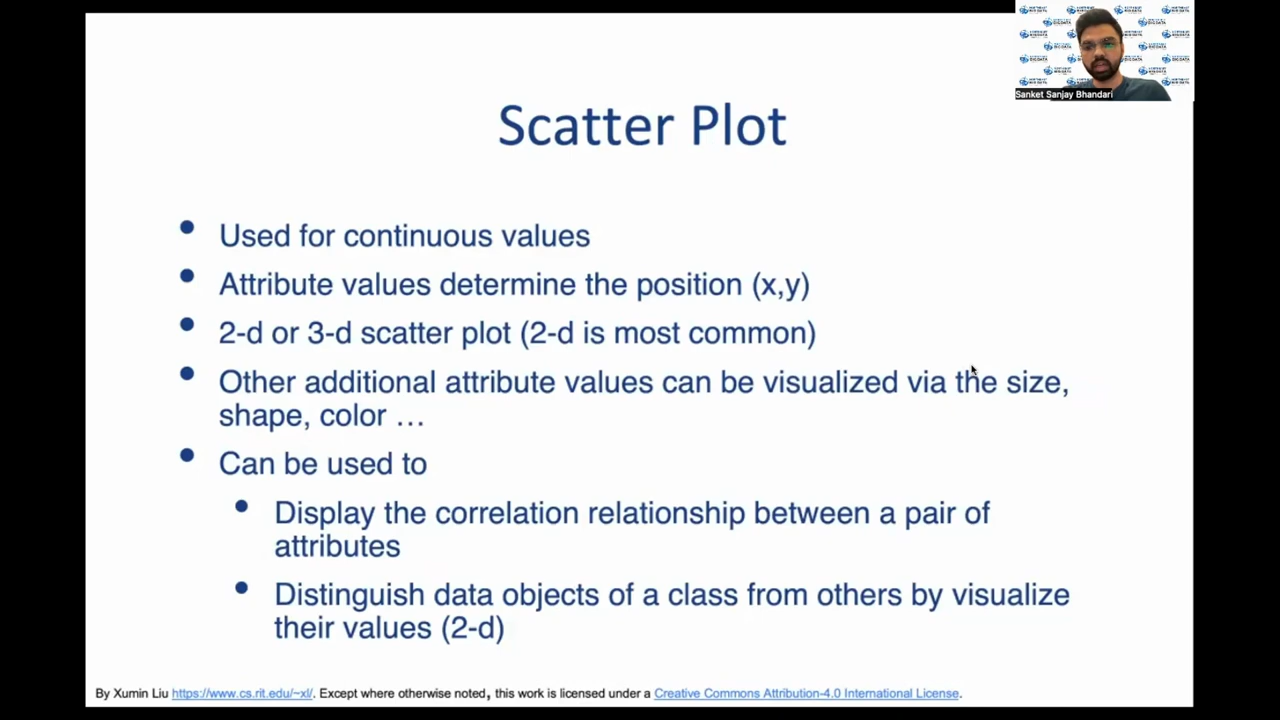 Sanket Sanjay Bhandari
Scatter Plot
Used for continuous values
Attribute values determine the position (x,y)
2-d or 3-d scatter plot (2-d is most common)
Other additional attribute values can be visualized via the size,
shape, color …
Can be used to
Display the correlation relationship between a pair of
attributes
Distinguish data objects of a class from others by visualize
their values (2-d)
By Xumin Liu https://www.cs.rit.edu/~xl/. Except where otherwise noted, this work is licensed under a Creative Commons Attribution-4.0 International License.